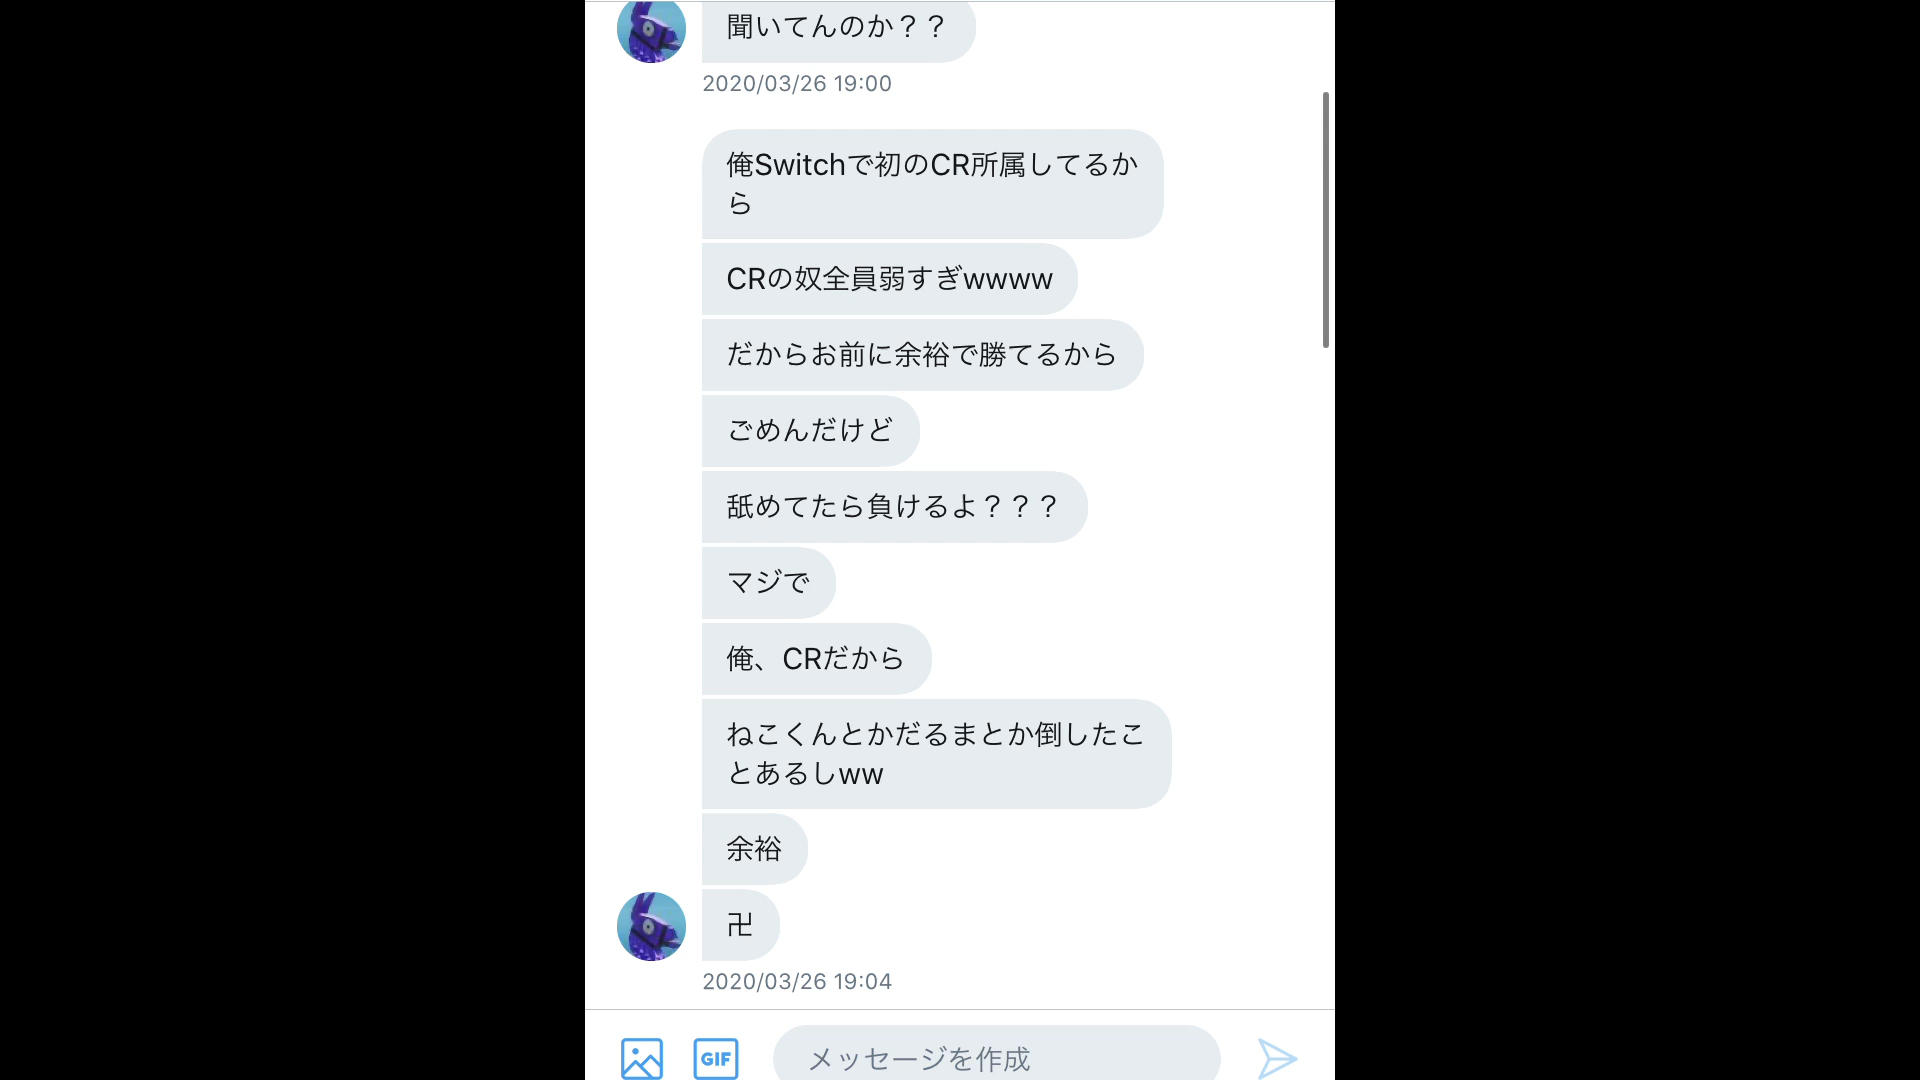 聞いてんのか？？
2020/03/26 19:00
俺Switchで初のCR所属してるか
ら
CRの奴全員弱すぎwwww
だからお前に余裕で勝てるから
ごめんだけど
舐めてたら負けるよ？？？
マジで
俺、CRだから
ねこくんとかだるまとか倒したこ
とあるしww
余裕
卍
2020/03/26 19:04
GIF
メッセージを作成